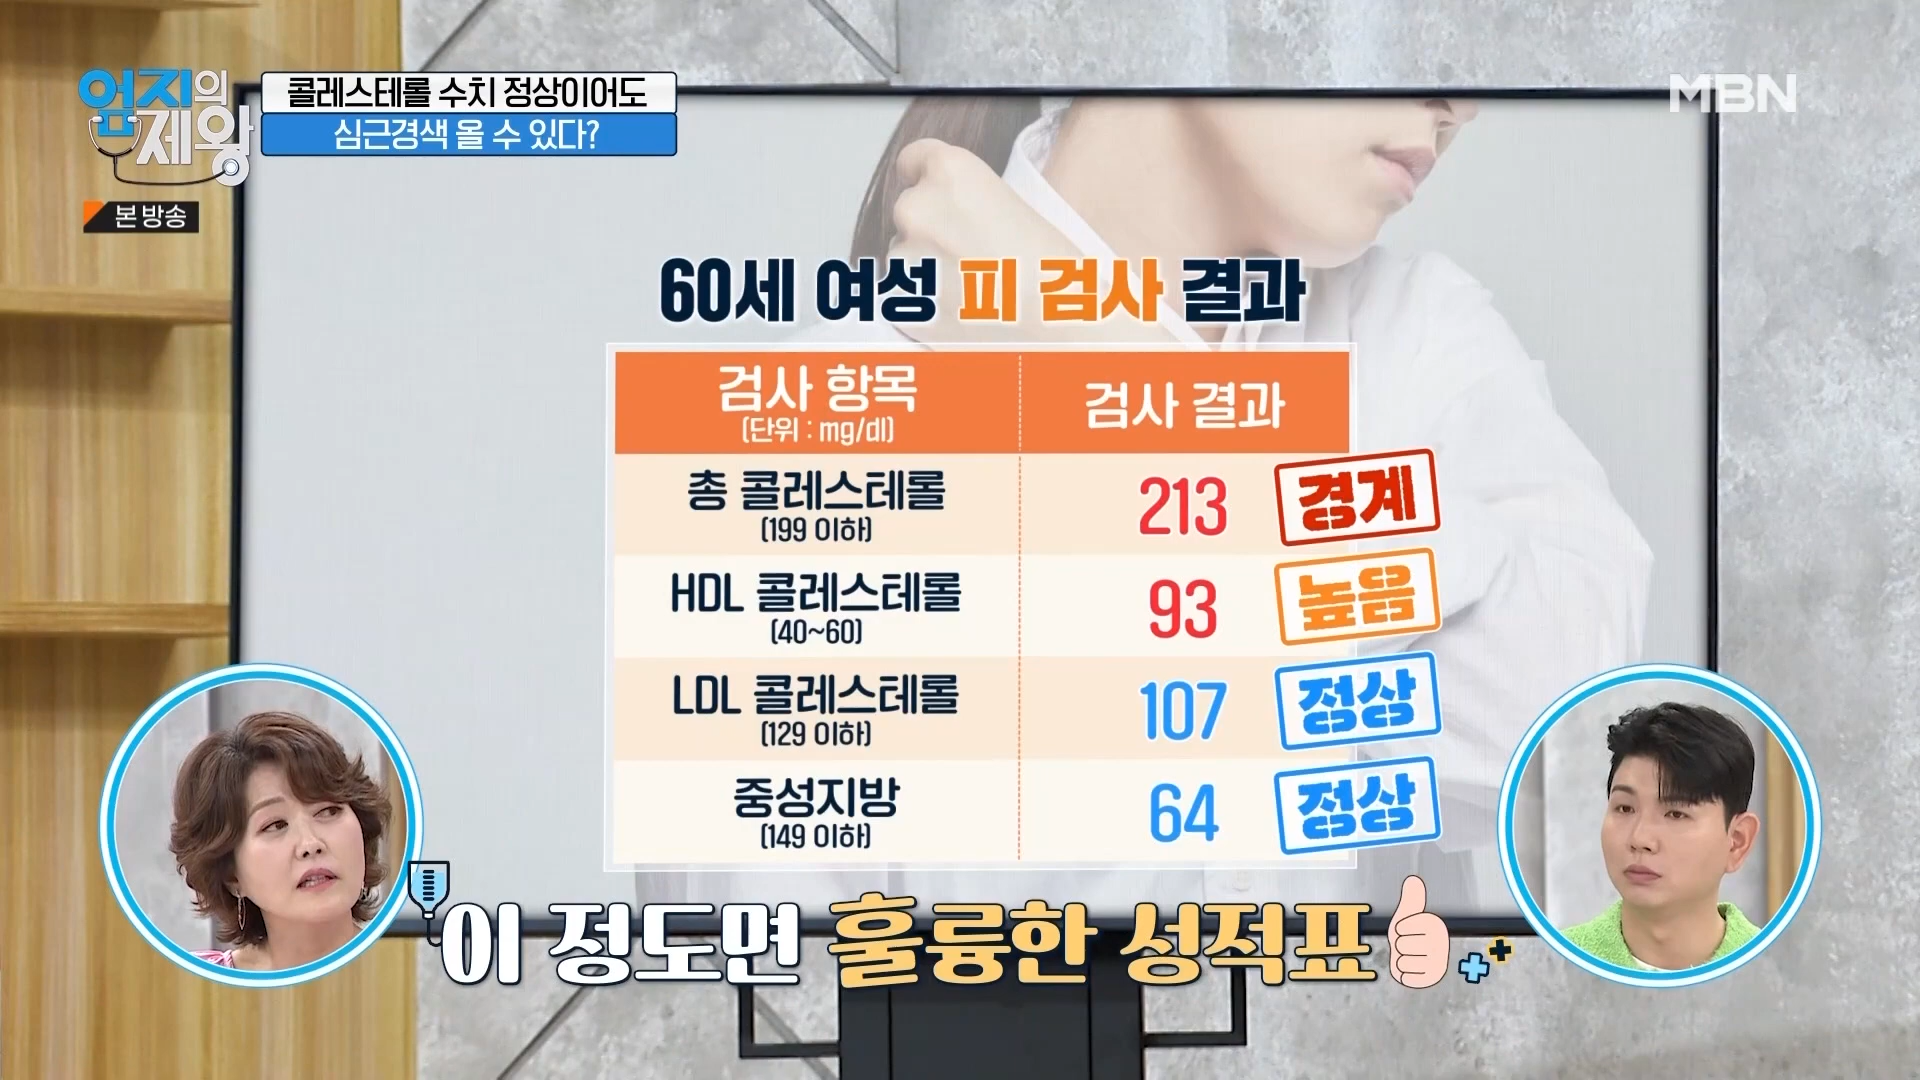 엄지의 제왕
콜레스테롤 수치 정상이어도
심근경색 올 수 있다?
MBN
본 방송
60세 여성 피 검사 결과
검사 항목 검사 결과
(단위 : mg/dl)
총 콜레스테롤 213 경계
(199 이하)
HDL 콜레스테롤 93 높음
(40~60)
LDL 콜레스테롤 107 정상
(129 이하)
중성지방 64 정상
(149 이하)
이 정도면 훌륭한 성적표